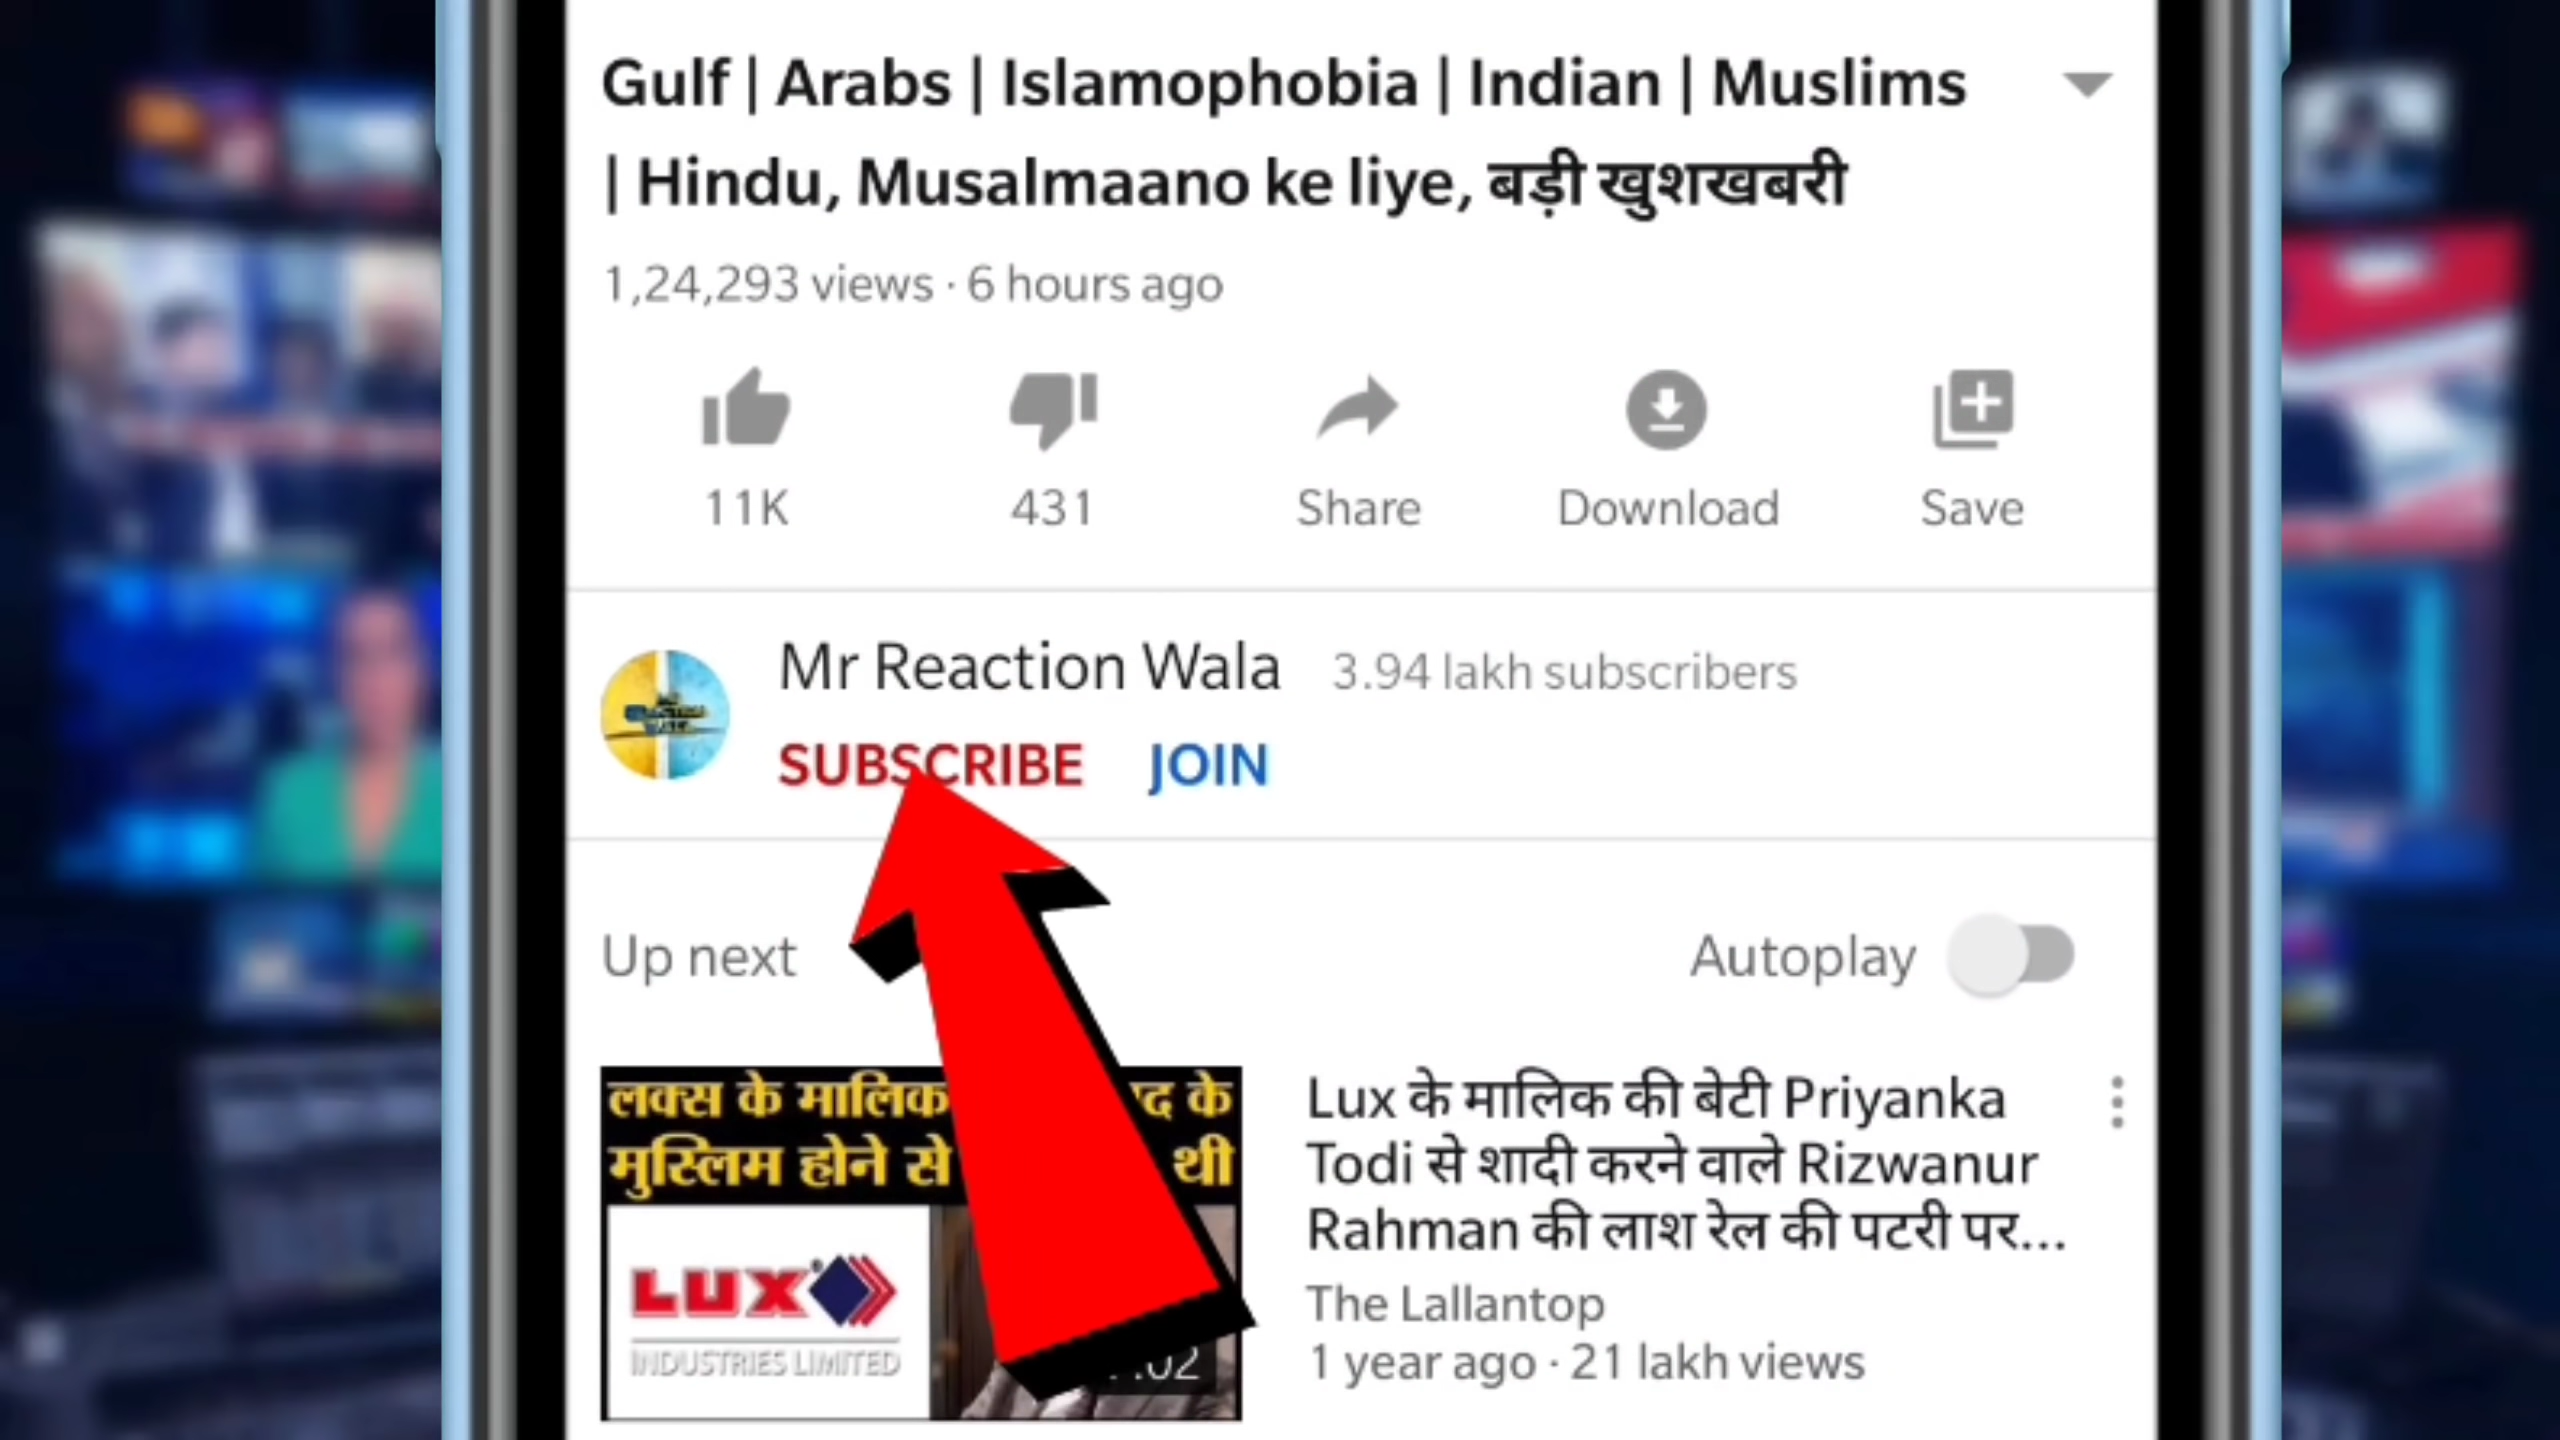 Gulf | Arabs | Islamophobia | Indian | Muslims
| Hindu, Musalmaano ke liye, बड़ी खुशखबरी
1,24,293 views · 6 hours ago
11K
431
Share
Download
Save
Mr Reaction Wala
3.94 lakh subscribers
SUBSCRIBE
JOIN
Up next
Autoplay
लक्स के मालिक के
मुस्लिम होने से थी
LUX
INDUSTRIES LIMITED
Lux के मालिक की बेटी Priyanka
Todi से शादी करने वाले Rizwanur
Rahman की लाश रेल की पटरी पर...
The Lallantop
1 year ago · 21 lakh views